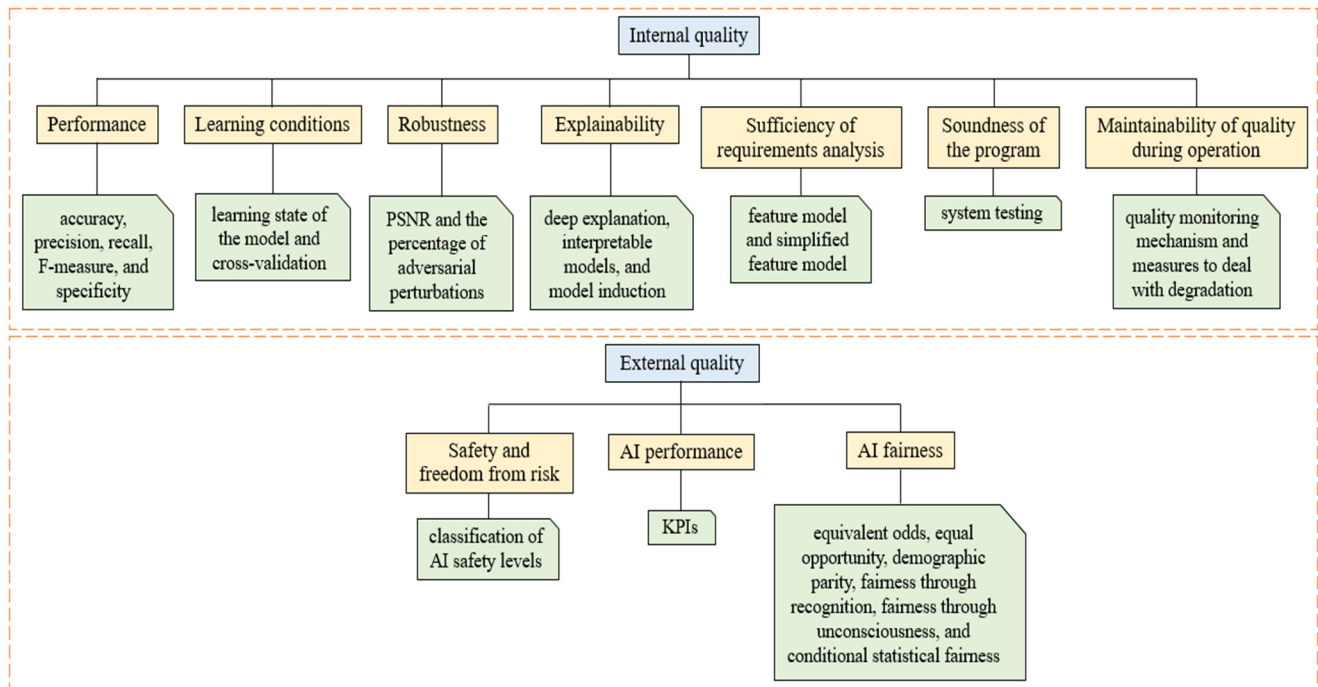 Internal quality
Performance
Learning conditions
Robustness
Explainability
Sufficiency of
requirements analysis
Soundness of
the program
Maintainability of quality
during operation
accuracy,
precision, recall,
F-measure, and
specificity
learning state of
the model and
cross-validation
PSNR and the
percentage of
adversarial
perturbations
deep explanation,
interpretable
models, and
model induction
feature model
and simplified
feature model
system testing
quality monitoring
mechanism and
measures to deal
with degradation
External quality
Safety and
freedom from risk
AI performance
AI fairness
classification of
AI safety levels
KPIs
equivalent odds, equal
opportunity, demographic
parity, fairness through
recognition, fairness through
unconsciousness, and
conditional statistical fairness